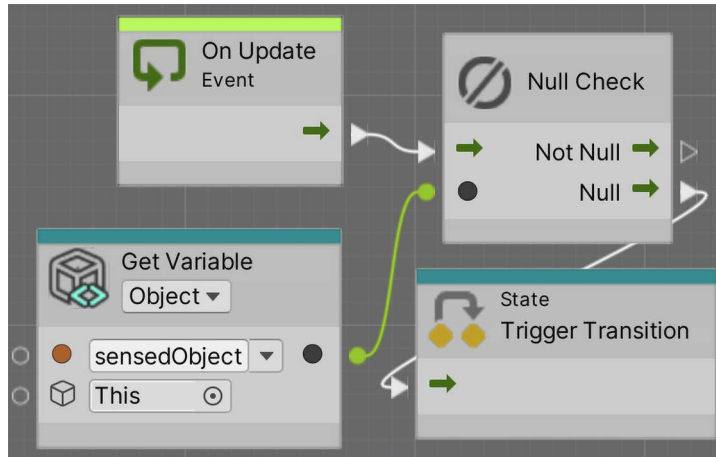 On Update
Event
Null Check
Not Null
Null
Get Variable
Object
sensedObject
This
State
Trigger Transition